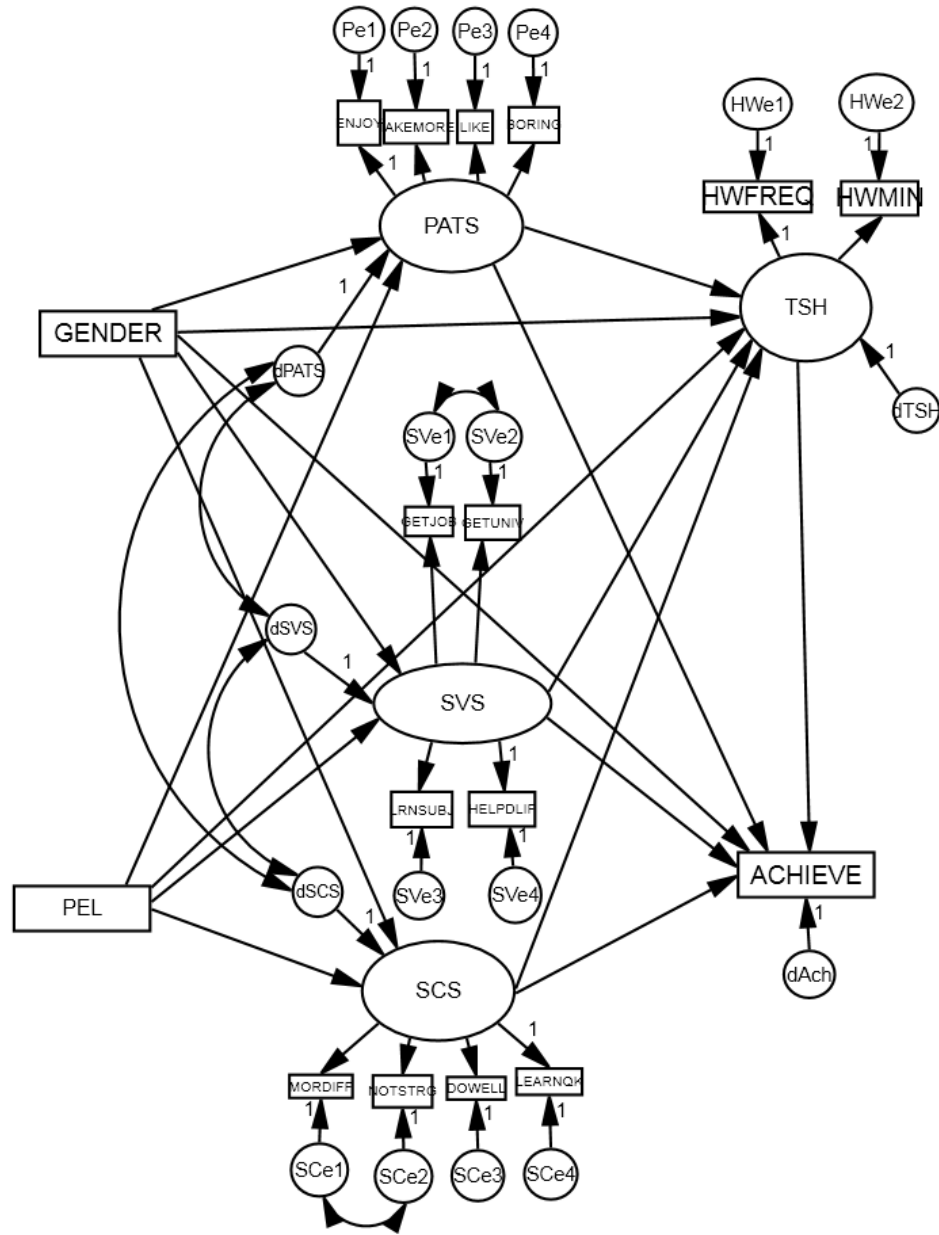 Pe1 Pe2 Pe3 Pe4
1 1 1 1
ENJOY AKEMORE LIKE BORING
1
HWe1 HWe2
1 1
HWFREQ HWMIN
1
PATS
TSH
1
GENDER
dPATS
1
dTSH
SVe1 SVe2
1 1
GETJOB GETUNIV
dSVS
1
SVS
1
LRNSUBJ HELPDLIF
1 1
SVe3 SVe4
dSCS
1
PEL
ACHIEVE
1
dAch
SCS
1
MORDIFF NOTSTRG DOWELL LEARNQK
1 1 1 1
SCe1 SCe2 SCe3 SCe4